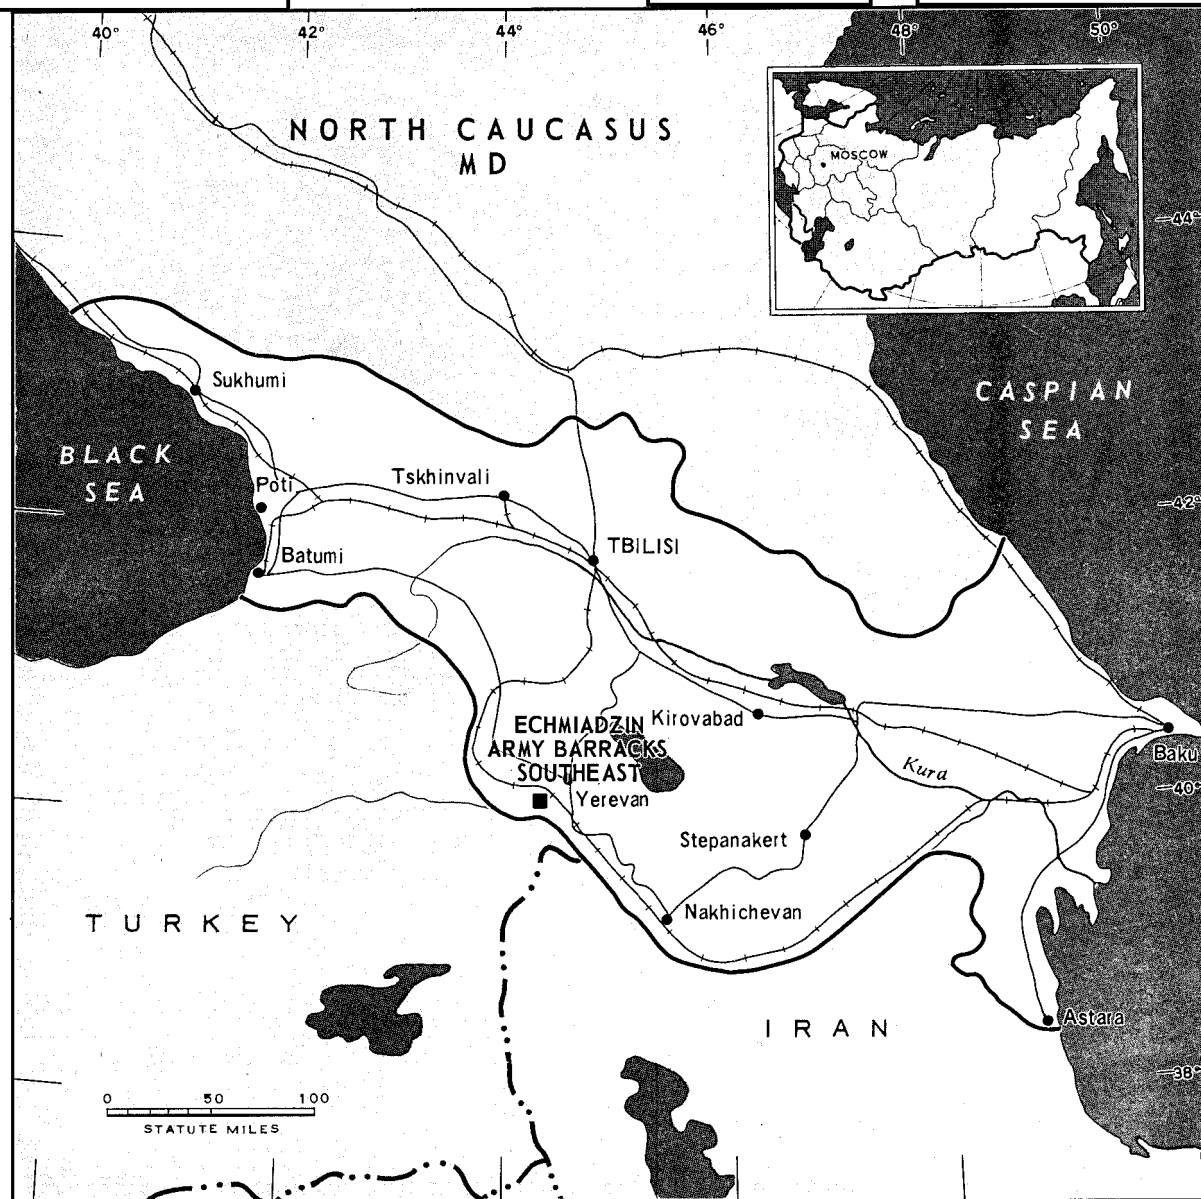 40°
42°
44°
46°
48°
50°
NORTH CAUCASUS
MD
MOSCOW
44°
CASPIAN
SEA
Sukhumi
BLACK
SEA
Tskhinvali
Poti
42°
TBILISI
Batumi
ECHMIADZIN
ARMY BARRACKS
SOUTHEAST
Kirovabad
Baku
Kura
40°
Yerevan
Stepanakert
Nakhichevan
TURKEY
Astara
IRAN
38°
0 50 100
STATUTE MILES